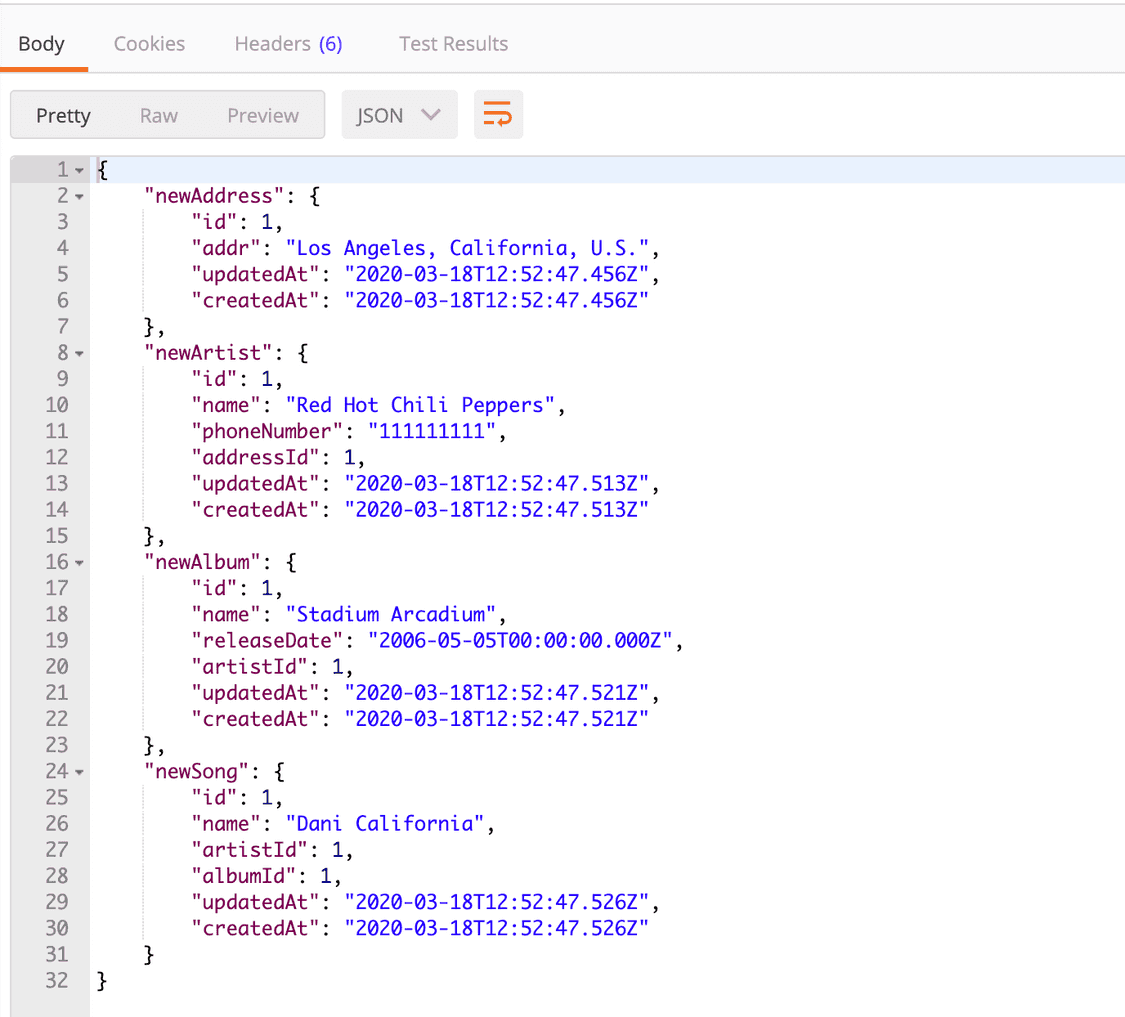 Body Cookies Headers (6) Test Results
Pretty Raw Preview JSON
1 {
2 "newAddress": {
3 "id": 1,
4 "addr": "Los Angeles, California, U.S.",
5 "updatedAt": "2020-03-18T12:52:47.456Z",
6 "createdAt": "2020-03-18T12:52:47.456Z"
7 },
8 "newArtist": {
9 "id": 1,
10 "name": "Red Hot Chili Peppers",
11 "phoneNumber": "111111111",
12 "addressId": 1,
13 "updatedAt": "2020-03-18T12:52:47.513Z",
14 "createdAt": "2020-03-18T12:52:47.513Z"
15 },
16 "newAlbum": {
17 "id": 1,
18 "name": "Stadium Arcadium",
19 "releaseDate": "2006-05-05T00:00:00.000Z",
20 "artistId": 1,
21 "updatedAt": "2020-03-18T12:52:47.521Z",
22 "createdAt": "2020-03-18T12:52:47.521Z"
23 },
24 "newSong": {
25 "id": 1,
26 "name": "Dani California",
27 "artistId": 1,
28 "albumId": 1,
29 "updatedAt": "2020-03-18T12:52:47.526Z",
30 "createdAt": "2020-03-18T12:52:47.526Z"
31 }
32 }